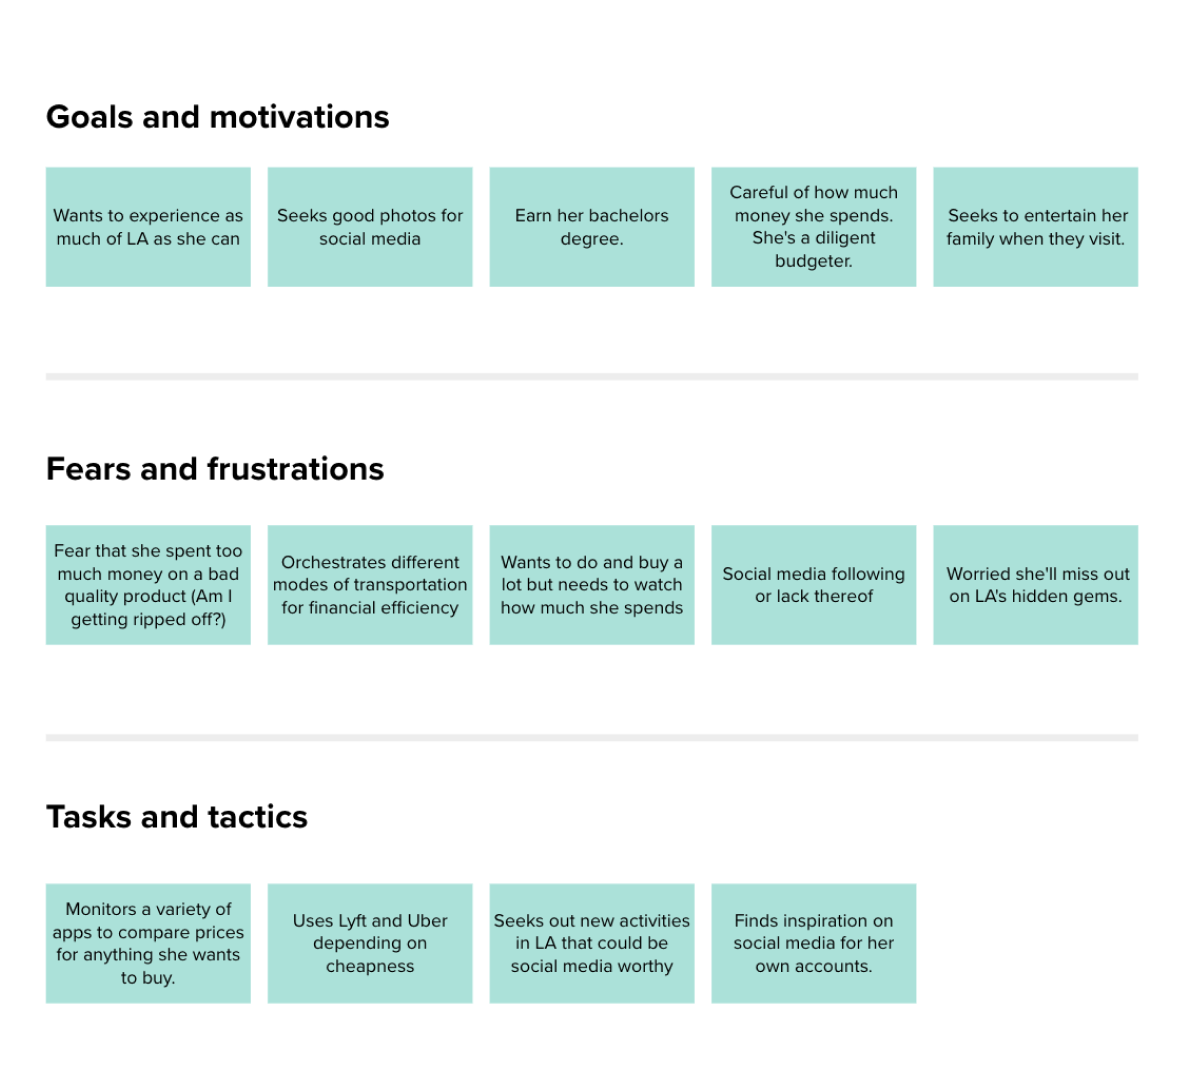 Goals and motivations
Wants to experience as
much of LA as she can
Seeks good photos for
social media
Earn her bachelors
degree.
Careful of how much
money she spends.
She's a diligent
budgeter.
Seeks to entertain her
family when they visit.
Fears and frustrations
Fear that she spent too
much money on a bad
quality product (Am I
getting ripped off?)
Orchestrates different
modes of transportation
for financial efficiency
Wants to do and buy a
lot but needs to watch
how much she spends
Social media following
or lack thereof
Worried she'll miss out
on LA's hidden gems.
Tasks and tactics
Monitors a variety of
apps to compare prices
for anything she wants
to buy.
Uses Lyft and Uber
depending on
cheapness
Seeks out new activities
in LA that could be
social media worthy
Finds inspiration on
social media for her
own accounts.